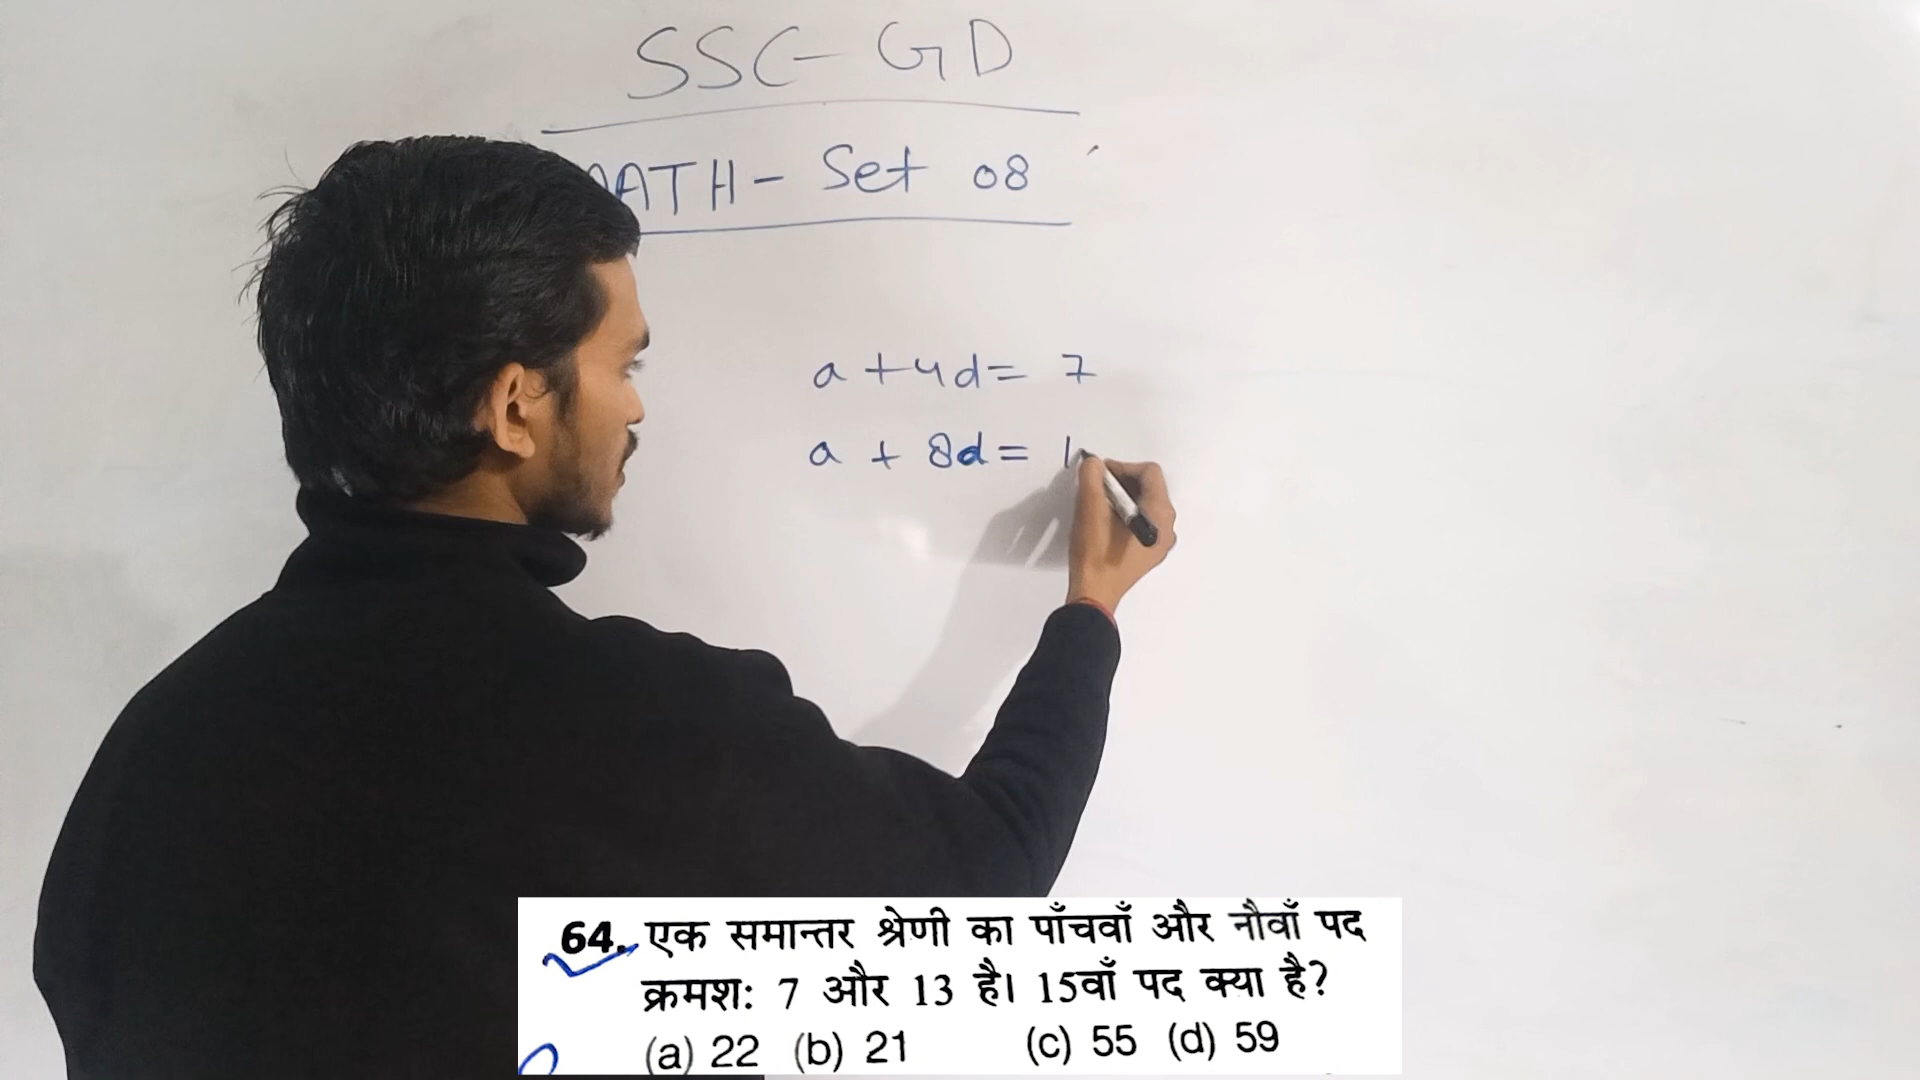 SSC-GD
MATH- Set 08
a + 4d = 7
a + 8d = 1
64. एक समान्तर श्रेणी का पाँचवाँ और नौवाँ पद
क्रमश: 7 और 13 है। 15वाँ पद क्या है?
(a) 22 (b) 21 (c) 55 (d) 59